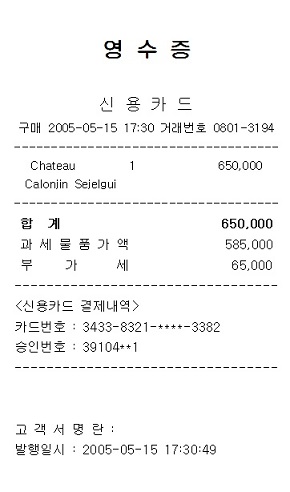 영 수 증
신 용 카 드
구매 2005-05-15 17:30 거래번호 0801-3194
Chateau 1 650,000
Calonjin Sejelgui
합 계 650,000
과 세 물 품 가 액 585,000
부 가 세 65,000
<신용카드 결제내역>
카드번호 : 3433-8321-****-3382
승인번호 : 39104**1
고 객 서 명 란 :
발행일시 : 2005-05-15 17:30:49